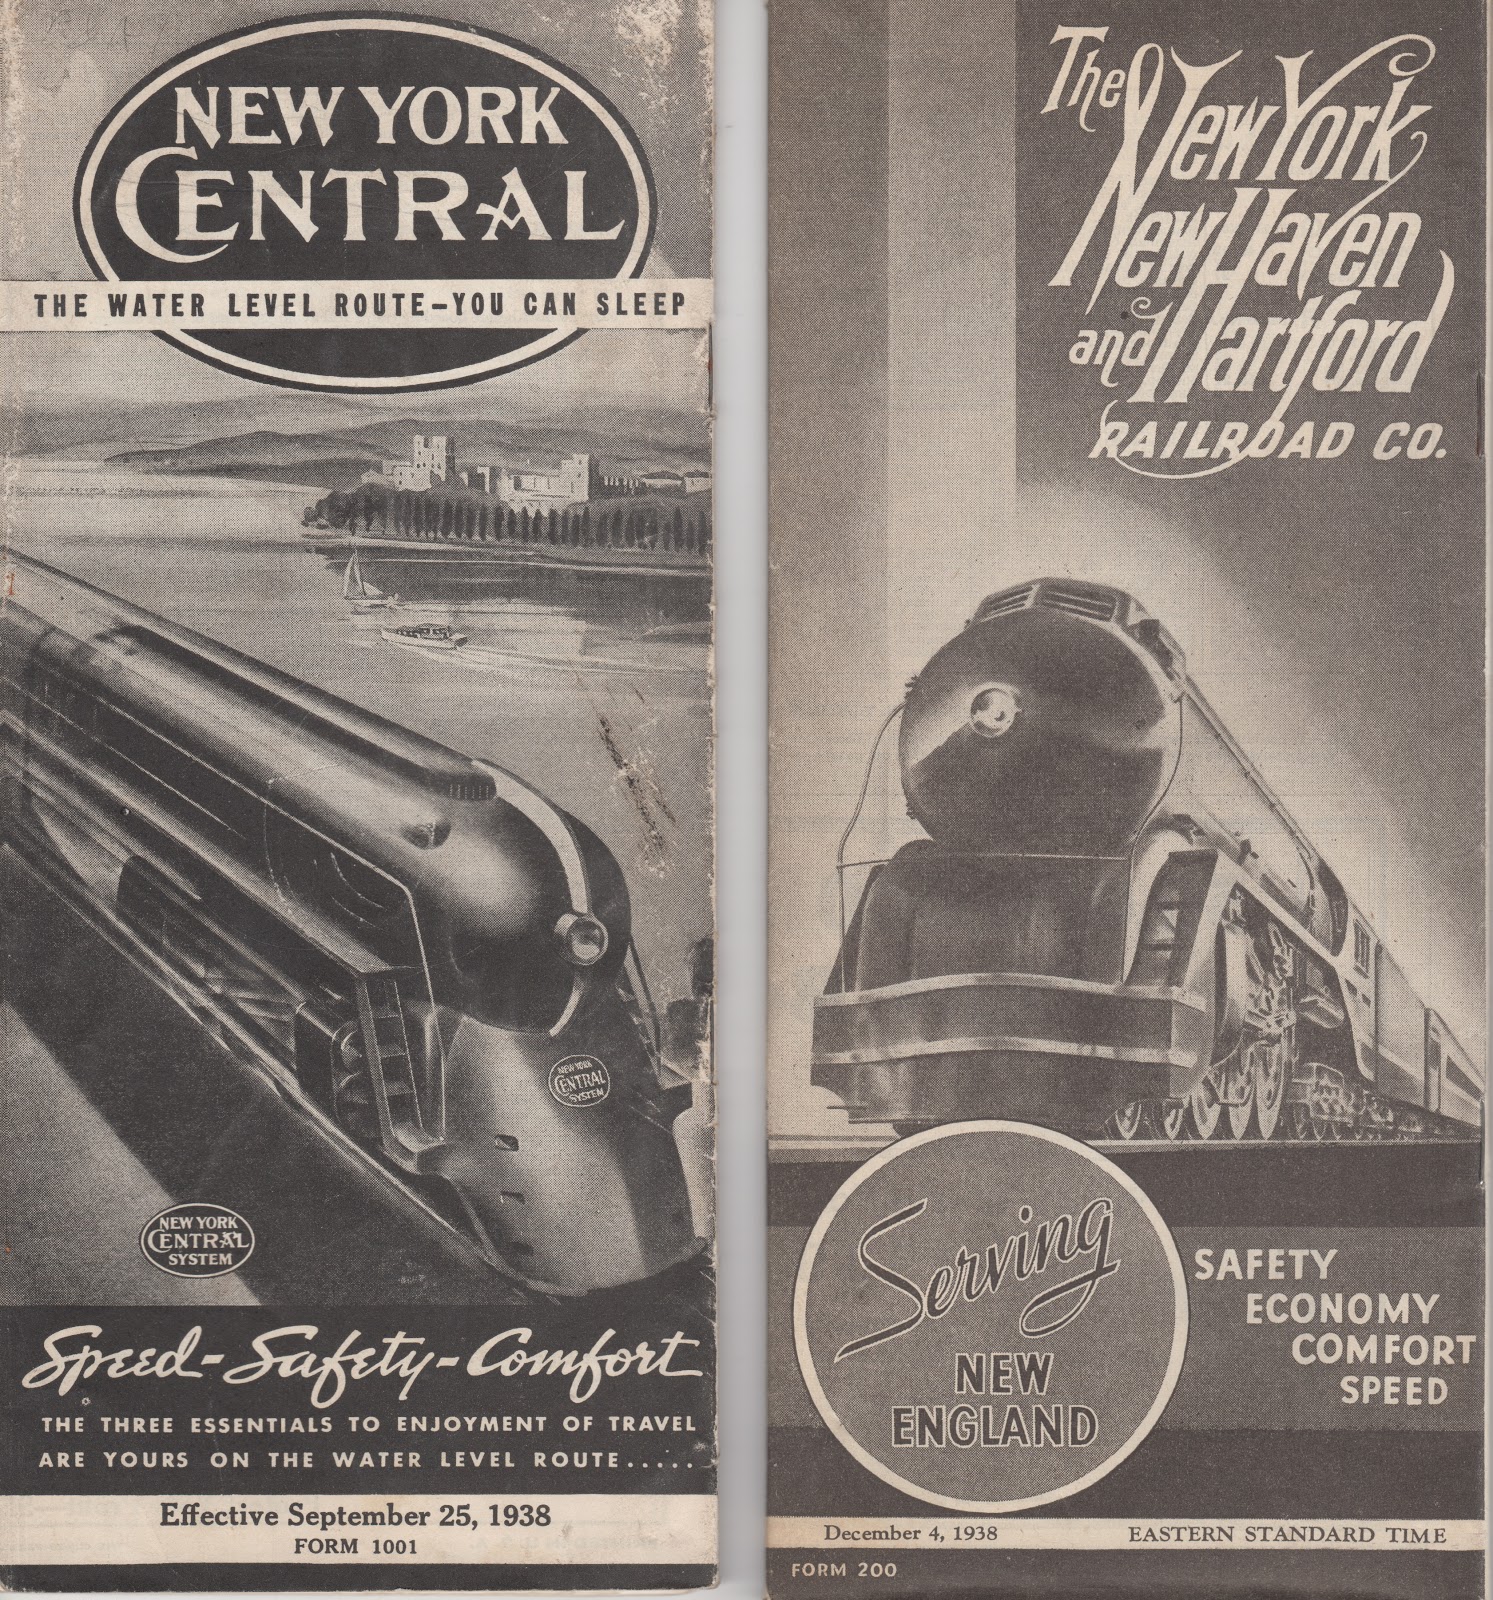 NEW YORK
CENTRAL
THE WATER LEVEL ROUTE–YOU CAN SLEEP
NEW YORK
CENTRAL
SYSTEM
NEW YORK
CENTRAL
SYSTEM
Speed-Safety-Comfort
THE THREE ESSENTIALS TO ENJOYMENT OF TRAVEL
ARE YOURS ON THE WATER LEVEL ROUTE.....
Effective September 25, 1938
FORM 1001
The New York
New Haven
and Hartford
RAILROAD CO.
Serving
NEW
ENGLAND
SAFETY
ECONOMY
COMFORT
SPEED
December 4, 1938 EASTERN STANDARD TIME
FORM 200